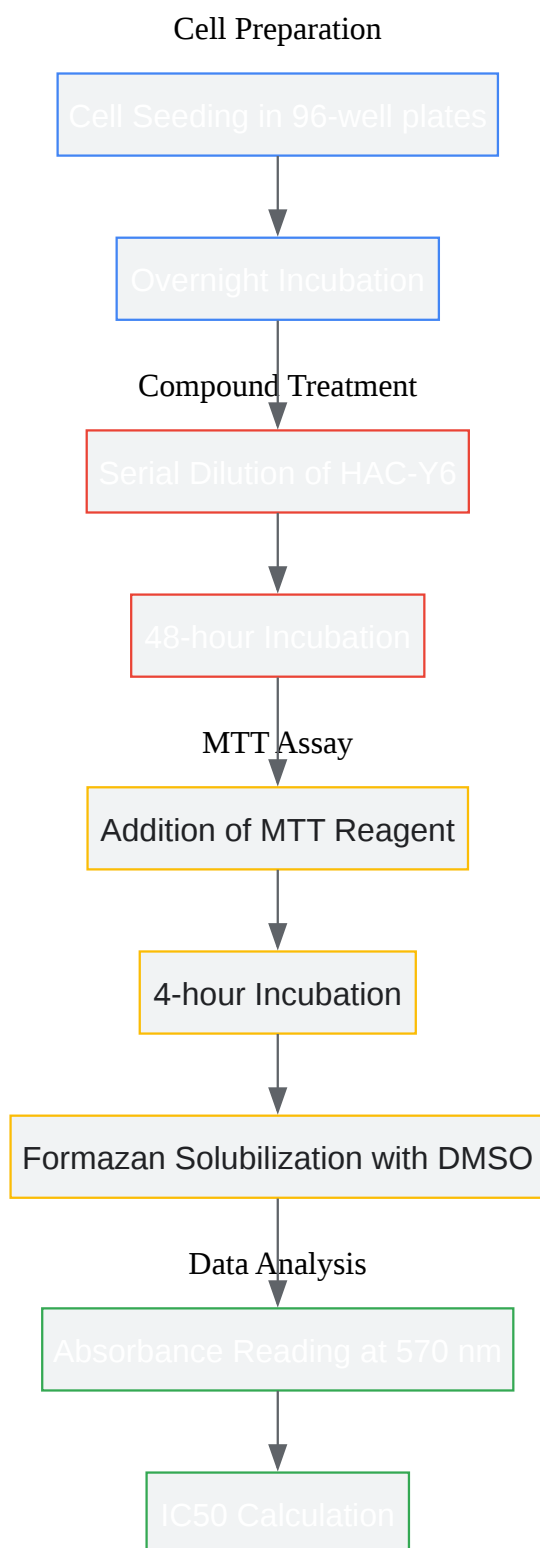 Cell Preparation
Cell Seeding in 96-well plates
Overnight Incubation
Compound Treatment
Serial Dilution of HAC-Y6
48-hour Incubation
MTT Assay
Addition of MTT Reagent
4-hour Incubation
Formazan Solubilization with DMSO
Data Analysis
Absorbance Reading at 570 nm
IC50 Calculation